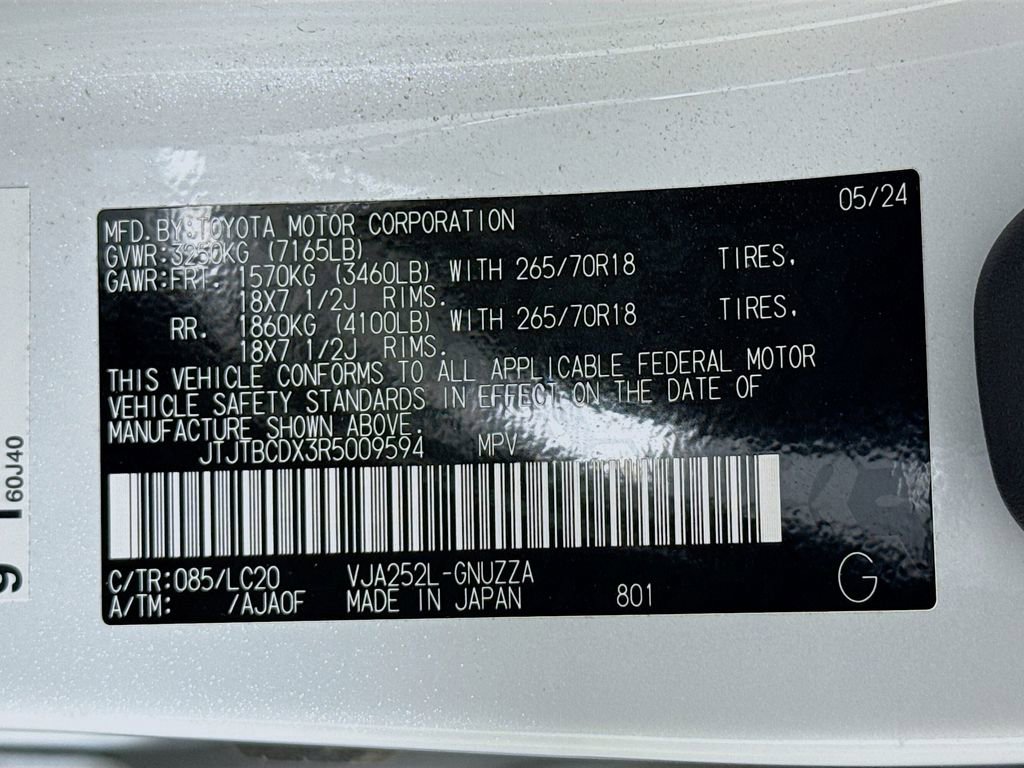 05/24
MFD. BY:TOYOTA MOTOR CORPORATION
GVWR:3250KG (7165LB)
GAWR:FRT. 1570KG (3460LB) WITH 265/70R18 TIRES,
18X7 1/2J RIMS.
RR. 1860KG (4100LB) WITH 265/70R18 TIRES,
18X7 1/2J RIMS.
THIS VEHICLE CONFORMS TO ALL APPLICABLE FEDERAL MOTOR
VEHICLE SAFETY STANDARDS IN EFFECT ON THE DATE OF
MANUFACTURE SHOWN ABOVE.
JTJTBCDX3R5009594 MPV
C/TR:085/LC20 VJA252L-GNUZZA
A/TM: /AJA0F MADE IN JAPAN 801
G
60J40